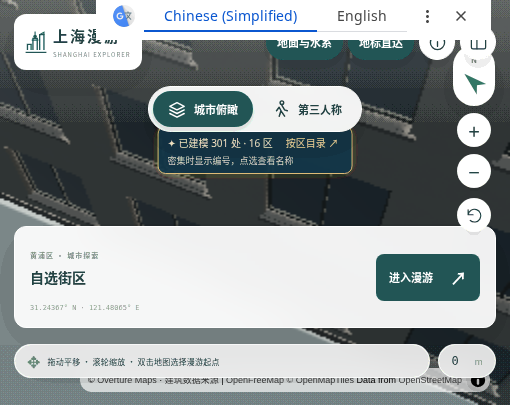 Chinese (Simplified) English
上海漫游
SHANGHAI EXPLORER
地面与水系 地标直达
N
城市俯瞰 第三人称
✦ 已建模 301 处 · 16 区 按区目录 ↗
密集时显示编号，点选查看名称
+
−
黄浦区 · 城市探索
自选街区
进入漫游 ↗
31.24367° N · 121.48065° E
拖动平移 · 滚轮缩放 · 双击地图选择漫游起点
0 m
© Overture Maps · 建筑数据来源 | OpenFreeMap © OpenMapTiles Data from OpenStreetMap